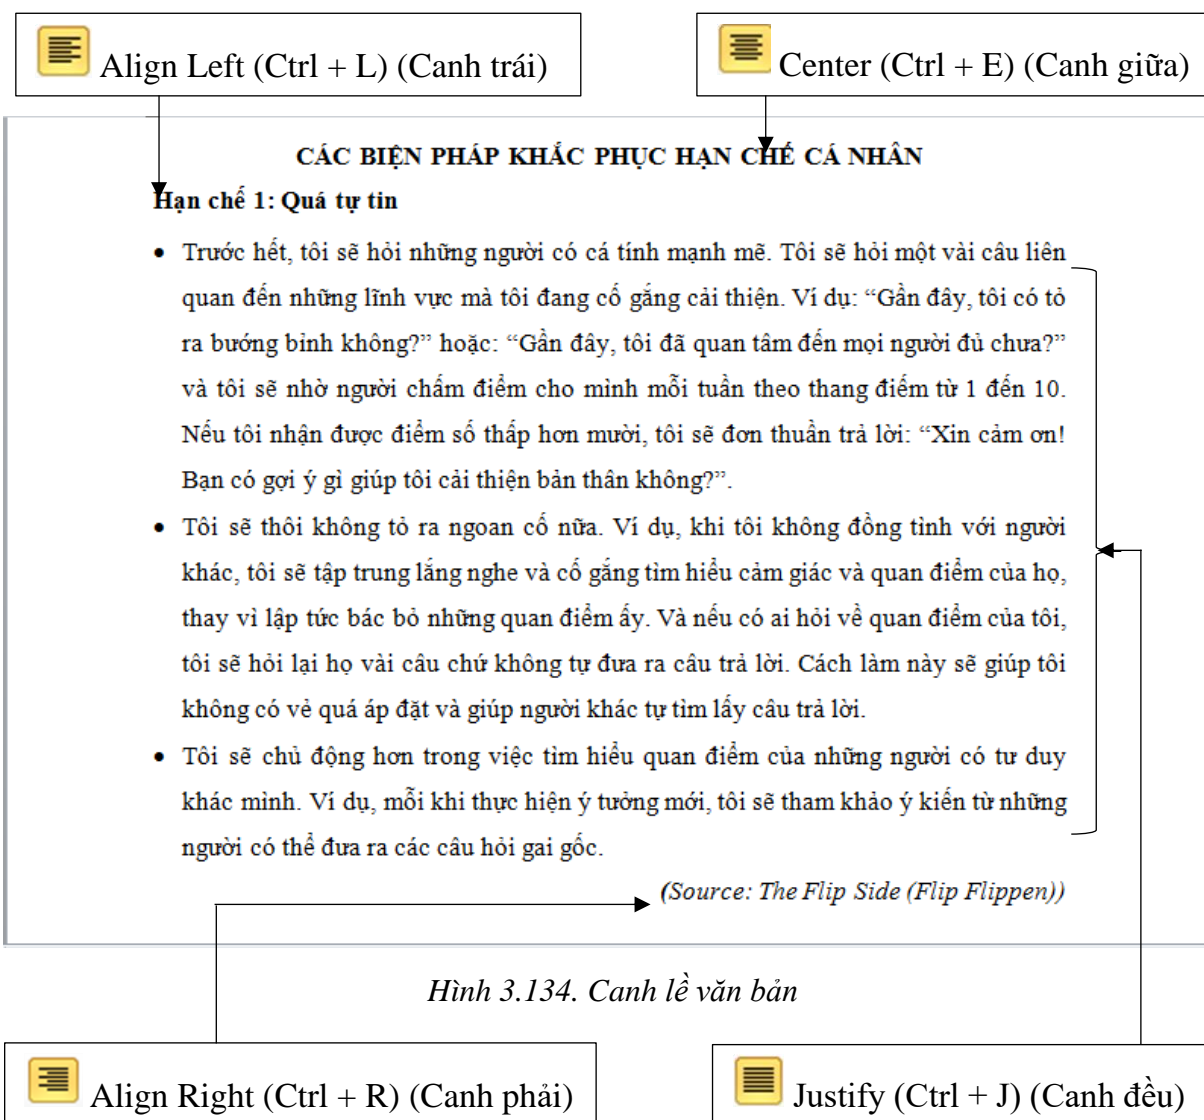 Align Left (Ctrl + L) (Canh trái)
Center (Ctrl + E) (Canh giữa)
CÁC BIỆN PHÁP KHẮC PHỤC HẠN CHẾ CÁ NHÂN
Hạn chế 1: Quá tự tin
• Trước hết, tôi sẽ hỏi những người có cá tính mạnh mẽ. Tôi sẽ hỏi một vài câu liên
quan đến những lĩnh vực mà tôi đang cố gắng cải thiện. Ví dụ: “Gần đây, tôi có tỏ
ra bướng bỉnh không?” hoặc: “Gần đây, tôi đã quan tâm đến mọi người đủ chưa?”
và tôi sẽ nhờ người chấm điểm cho mình mỗi tuần theo thang điểm từ 1 đến 10.
Nếu tôi nhận được điểm số thấp hơn mười, tôi sẽ đơn thuần trả lời: “Xin cảm ơn!
Bạn có gợi ý gì giúp tôi cải thiện bản thân không?”.
• Tôi sẽ thôi không tỏ ra ngoan cố nữa. Ví dụ, khi tôi không đồng tình với người
khác, tôi sẽ tập trung lắng nghe và cố gắng tìm hiểu cảm giác và quan điểm của họ,
thay vì lập tức bác bỏ những quan điểm ấy. Và nếu có ai hỏi về quan điểm của tôi,
tôi sẽ hỏi lại họ vài câu chứ không tự đưa ra câu trả lời. Cách làm này sẽ giúp tôi
không có vẻ quá áp đặt và giúp người khác tự tìm lấy câu trả lời.
• Tôi sẽ chủ động hơn trong việc tìm hiểu quan điểm của những người có tư duy
khác mình. Ví dụ, mỗi khi thực hiện ý tưởng mới, tôi sẽ tham khảo ý kiến từ những
người có thể đưa ra các câu hỏi gai gốc.
(Source: The Flip Side (Flip Flippen))
Hình 3.134. Canh lề văn bản
Align Right (Ctrl + R) (Canh phải)
Justify (Ctrl + J) (Canh đều)